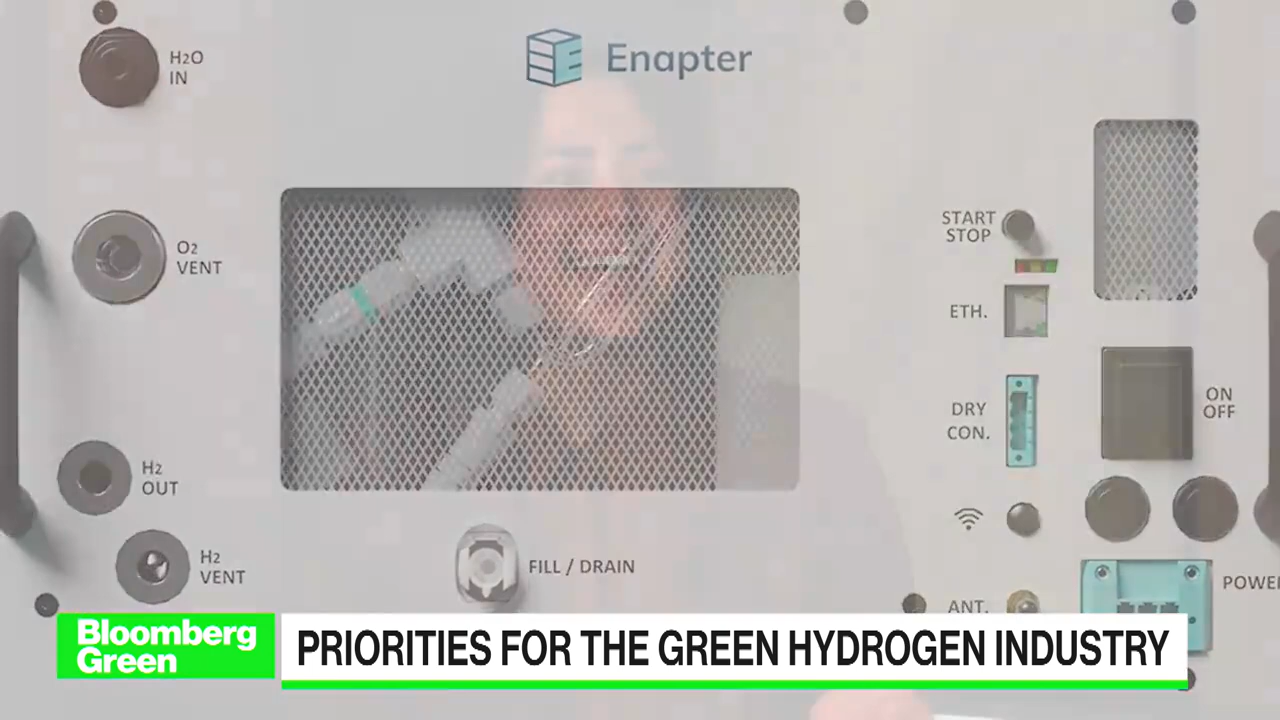 Enapter
H2O
IN
O2
VENT
H2
OUT
H2
VENT
FILL / DRAIN
START
STOP
ETH.
DRY
CON.
ON
OFF
ANT.
Bloomberg
Green
PRIORITIES FOR THE GREEN HYDROGEN INDUSTRY